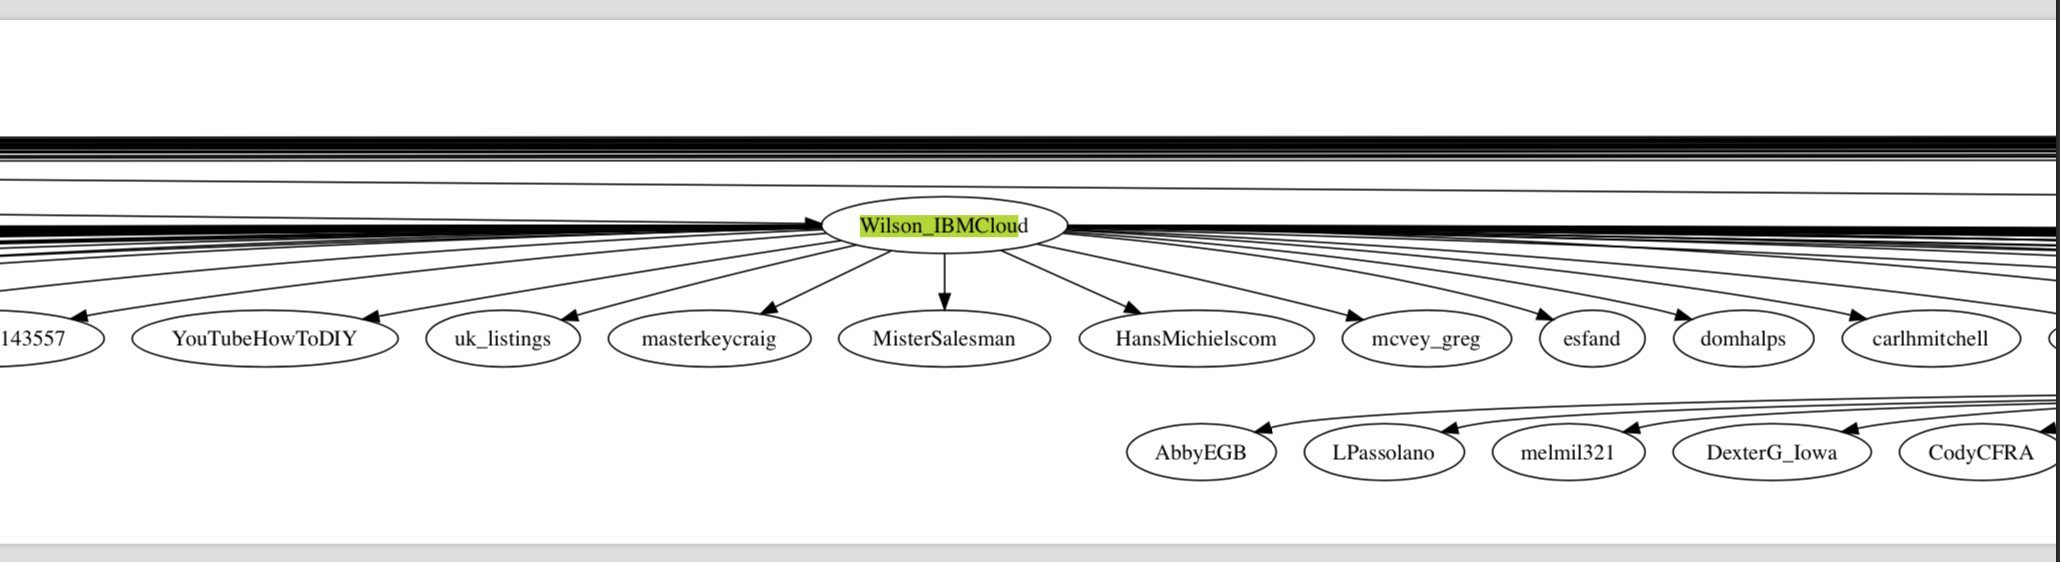 Wilson_IBMCloud
143557 YouTubeHowToDIY uk_listings masterkeycraig MisterSalesman HansMichielscom mcvey_greg esfand domhalps carlhmitchell
AbbyEGB LPassolano melmil321 DexterG_Iowa CodyCFRA